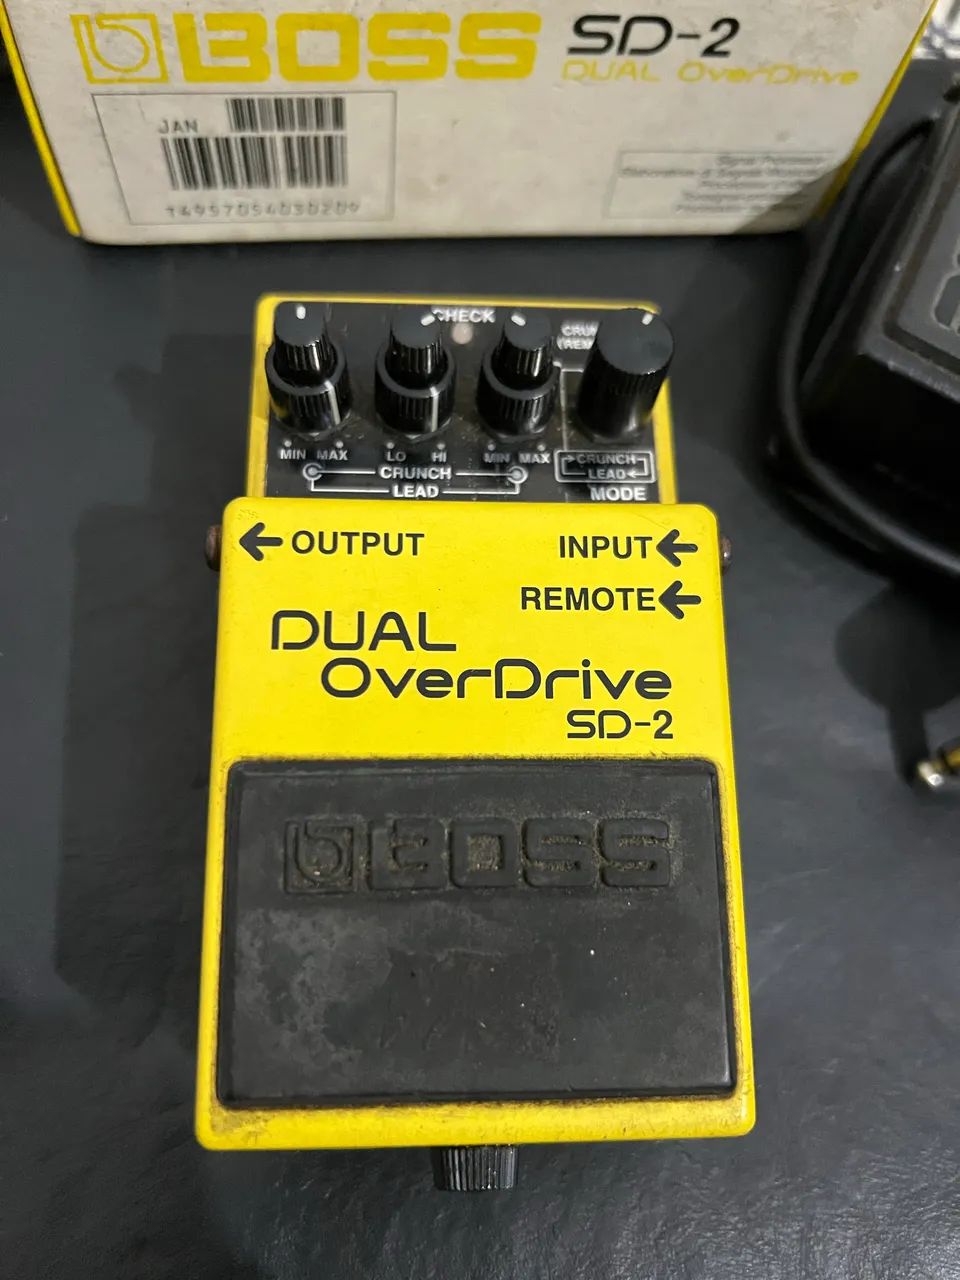 BOSS SD-2
DUAL OverDrive
JAN
4957054030209
CHECK
MIN MAX LO HI MIN MAX
CRUNCH
LEAD
CRUNCH
LEAD
MODE
OUTPUT INPUT
REMOTE
DUAL
OverDrive
SD-2
BOSS